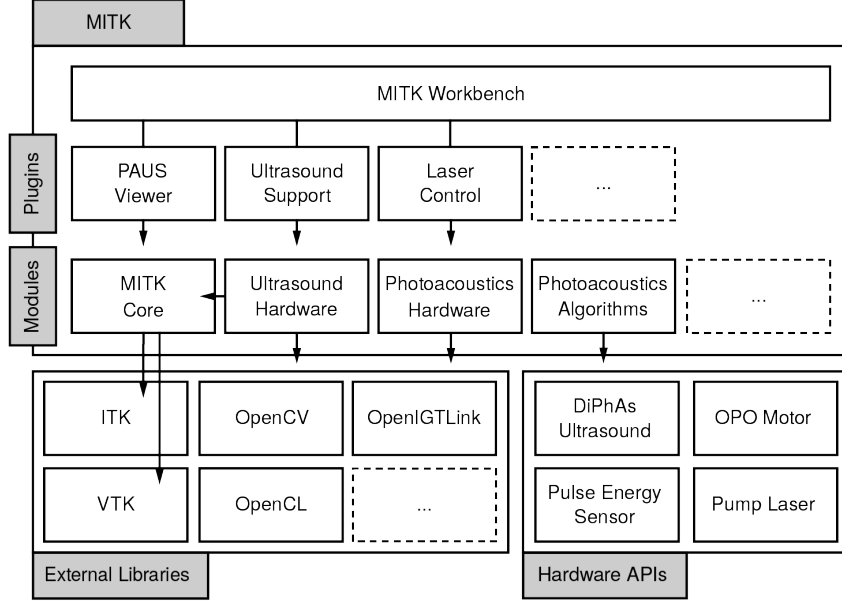 MITK
MITK Workbench
Plugins
PAUS
Viewer
Ultrasound
Support
Laser
Control
...
Modules
MITK
Core
Ultrasound
Hardware
Photoacoustics
Hardware
Photoacoustics
Algorithms
...
ITK
OpenCV
OpenIGTLink
VTK
OpenCL
...
External Libraries
DiPhAs
Ultrasound
OPO Motor
Pulse Energy
Sensor
Pump Laser
Hardware APIs